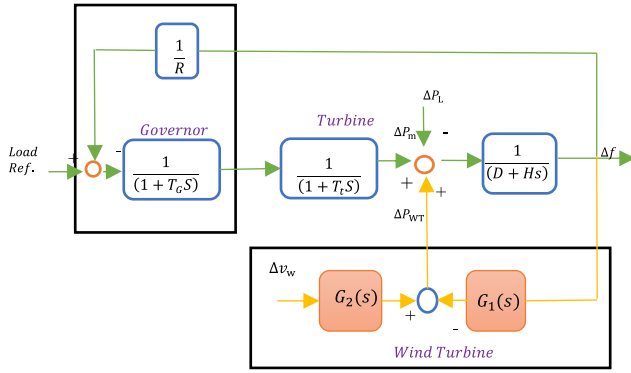 1
R
Governor
Turbine
ΔP_L
ΔP_m
-
-
+
Load
Ref.
1
(1 + T_G S)
1
(1 + T_t S)
+
+
1
(D + Hs)
Δf
ΔP_WT
Δv_w
G_2(s)
+
-
G_1(s)
Wind Turbine